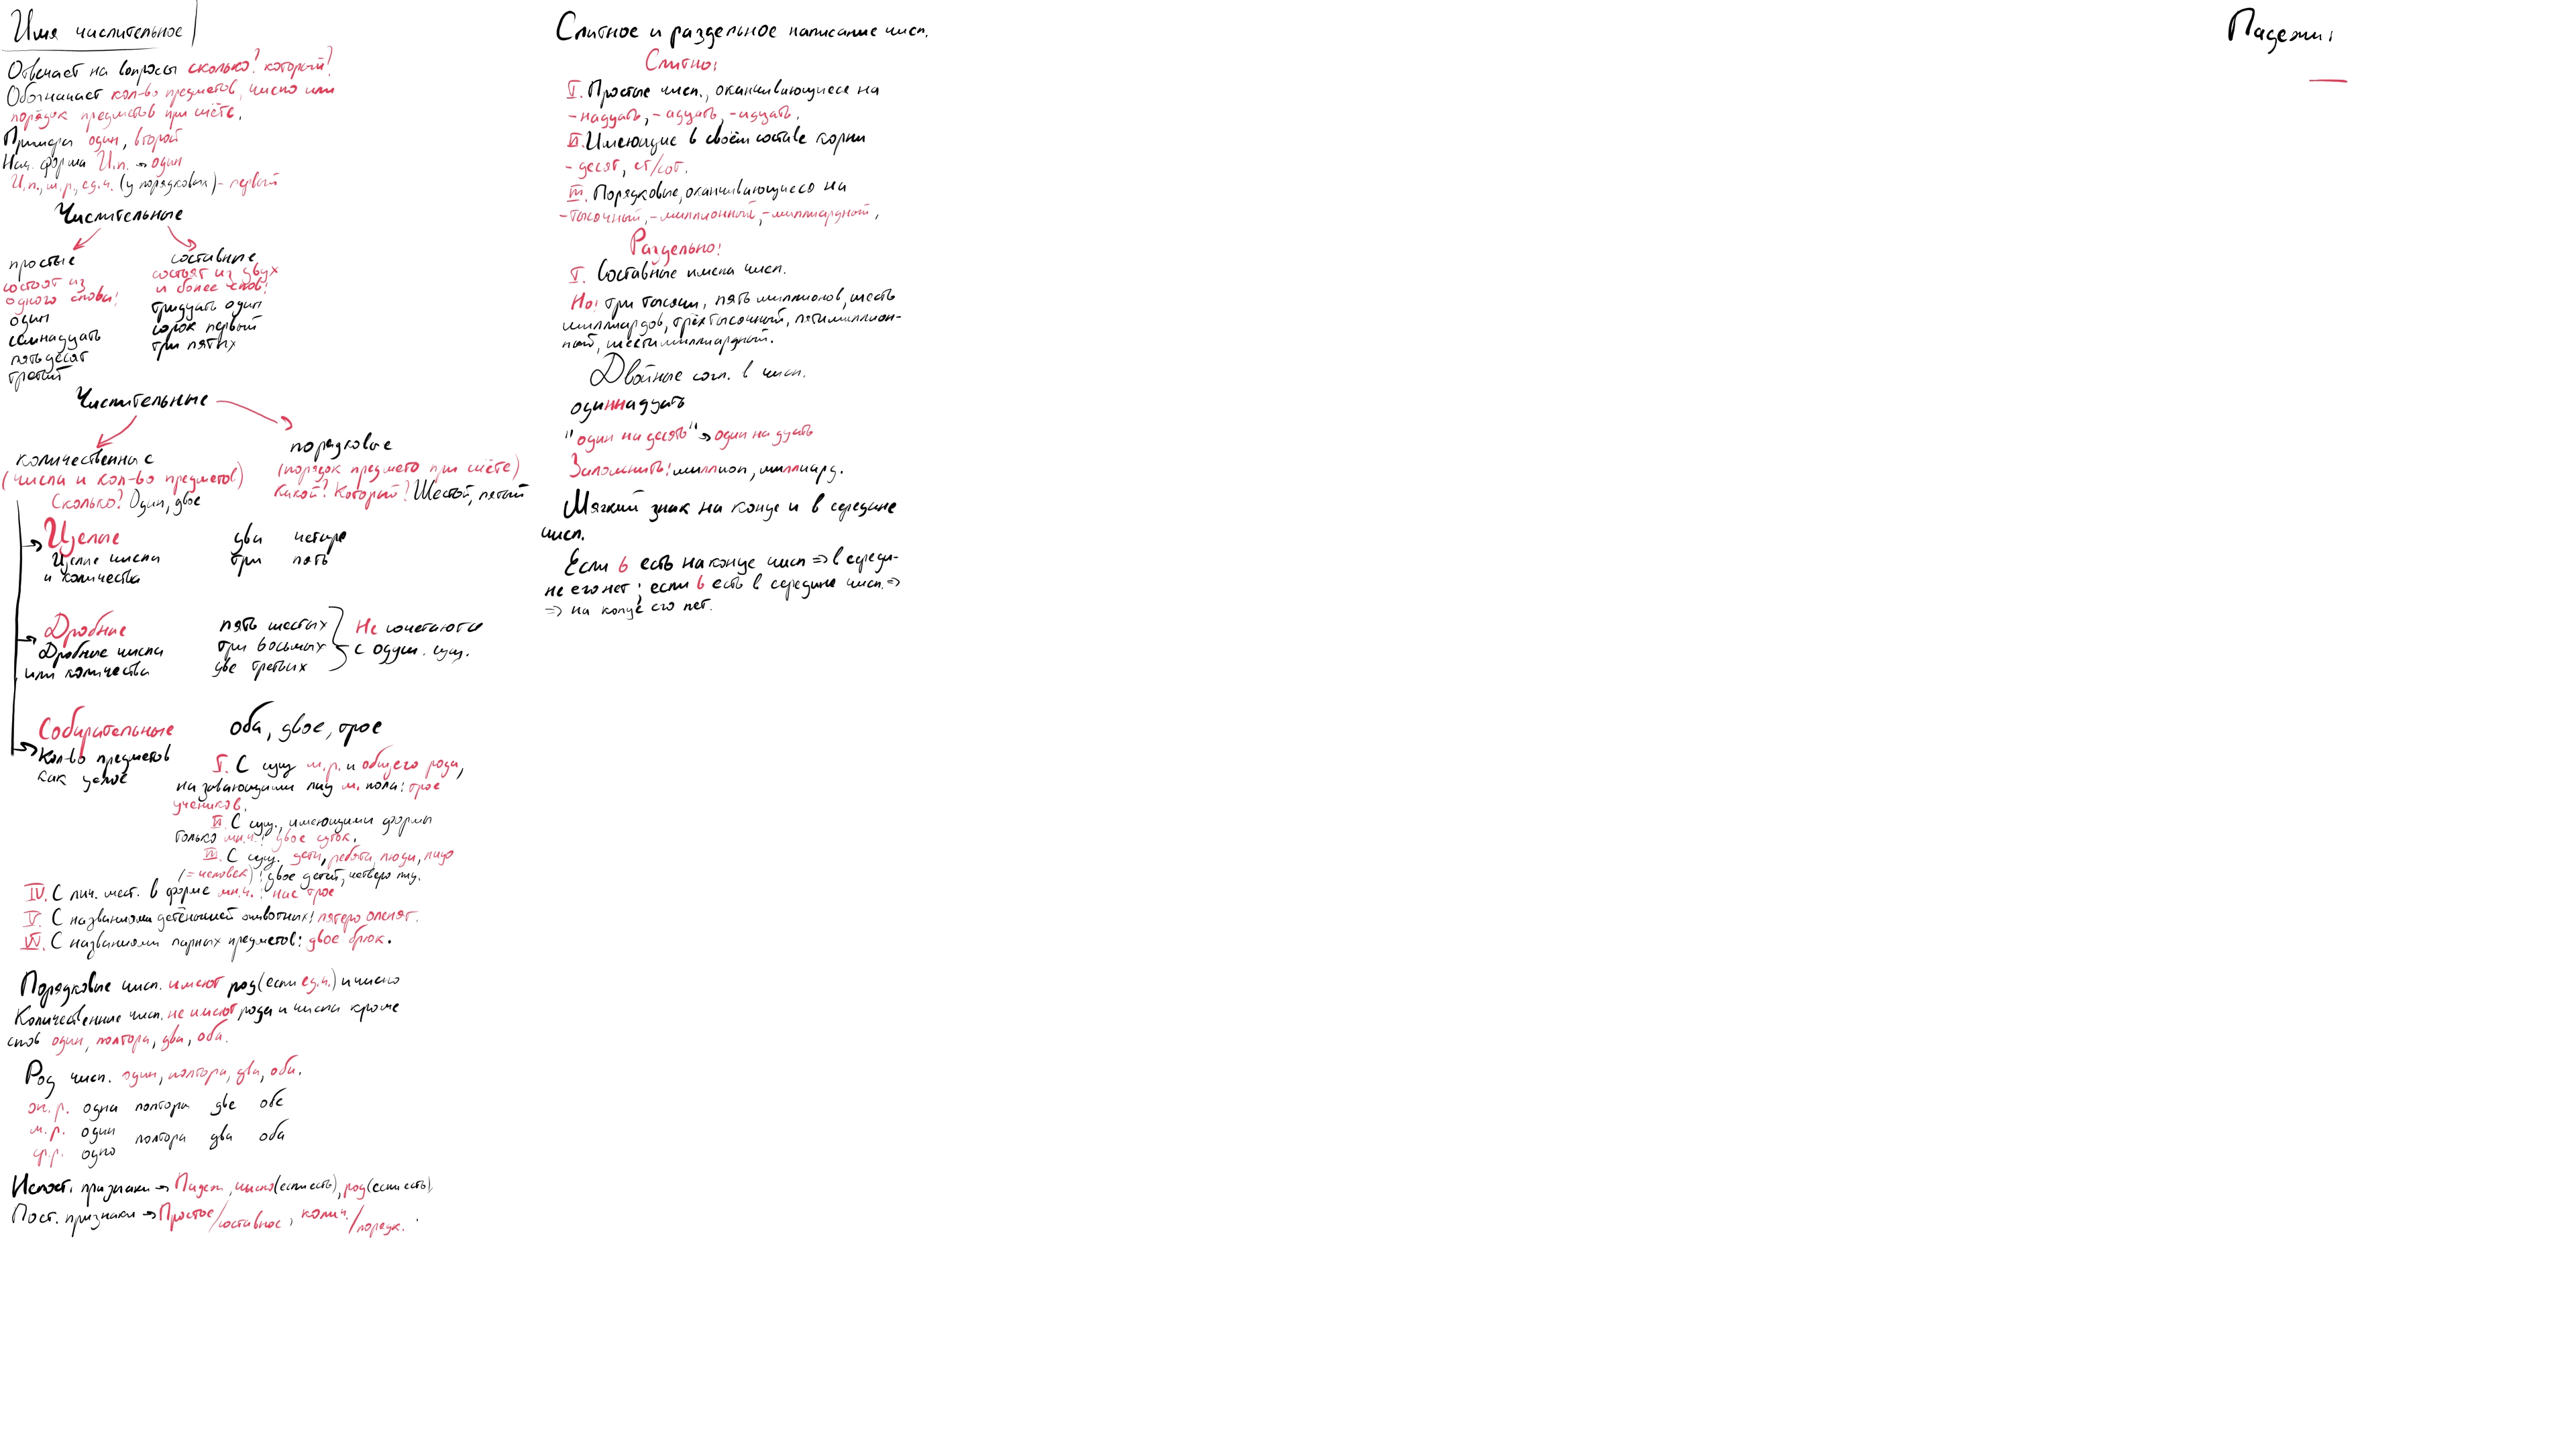 Имя числительное
Отвечает на вопросы сколько? который?
Обозначает кол-во предметов, число или
порядок предметов при счёте.
Примеры один, второй
Нач. форма И.п. → один
И.п., м.р., ед.ч. (у порядковых) - первый
Числительные
простые
состоят из
одного слова!
один
семнадцать
пятьдесят
третий
составные
состоят из двух
и более слов!
тридцать один
сорок первый
три пятых
Числительные
количественные
(числа и кол-во предметов)
Сколько? Один, двое
порядковые
(порядок предмето при счёте)
Какой? Который? Шестой, пятый
Целые
Целые числа
и количества
два четыре
три пять
Дробные
Дробные числа
или количества
пять шестых
три восьмых
две третьих
Не сочетаются
с одуш. сущ.
Собирательные
Кол-во предметов
как целое
оба, двое, трое
I. С сущ м.р. и общего рода,
называющими лиц м. пола: трое
учеников.
II. С сущ., имеющими формы
только мн.ч.: двое суток.
III. С сущ. дети, ребята, люди, лицо
(= человек): двое детей, четверо лиц.
IV. С лич. мест. в форме мн.ч.: нас трое
V. С названиями детёнышей животных: пятеро оленят.
VI. С названиями парных предметов: двое брюк.
Порядковые числ. имеют род (если ед.ч.) и число
Количественные числ. не имеют рода и числа кроме
слов один, полтора, два, оба.
Род числ. один, полтора, два, оба.
ж.р. одна полтора две обе
м.р. один полтора два оба
ср.р. одно
Непост. признаки → Падеж, число (если есть), род (если есть)
Пост. признаки → Простое/составное, колич./порядк.
Слитное и раздельное написание числ.
Слитно:
I. Простые числ., оканчивающиеся на
-надцать, -адцать, -идцать.
II. Имеющие в своём составе корни
- десят, ст/сот.
III. Порядковые, оканчивающиеся на
-тысячный, -миллионный, -миллиардный.
Раздельно:
I. Составные имена числ.
Но: три тысячи, пять миллионов, шесть
миллиардов, трёхтысячный, пятимиллион-
ный, шестимиллиардный.
Двойные согл. в числ.
одиннадцать
"один на десять" → один на дцать
Запомнить: миллион, миллиард.
Мягкий знак на конце и в середине
числ.
Если ь есть на конце числ => в середи-
не его нет; если ь есть в середине числ. =>
=> на конце его нет.
Падежи: